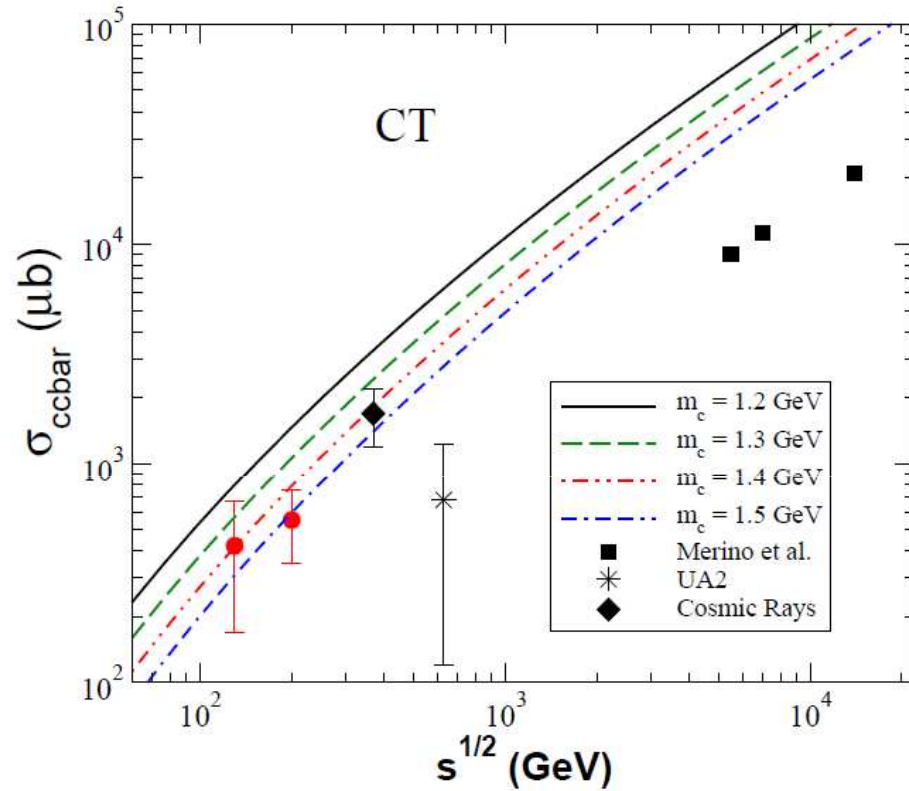 10^5
10^4
10^3
10^2
σ_ccbar (μb)
CT
m_c = 1.2 GeV
m_c = 1.3 GeV
m_c = 1.4 GeV
m_c = 1.5 GeV
Merino et al.
UA2
Cosmic Rays
10^2 10^3 10^4
s^1/2 (GeV)